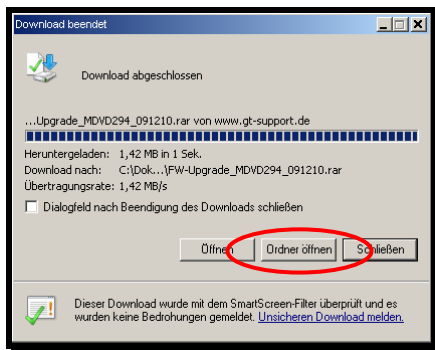 Download beendet
Download abgeschlossen
...Upgrade_MDVD294_091210.rar von www.gt-support.de
Heruntergeladen: 1,42 MB in 1 Sek.
Download nach: C:\Dok...\FW-Upgrade_MDVD294_091210.rar
Übertragungsrate: 1,42 MB/s
Dialogfeld nach Beendigung des Downloads schließen
Öffnen Ordner öffnen Schließen
Dieser Download wurde mit dem SmartScreen-Filter überprüft und es
wurden keine Bedrohungen gemeldet. Unsicheren Download melden.